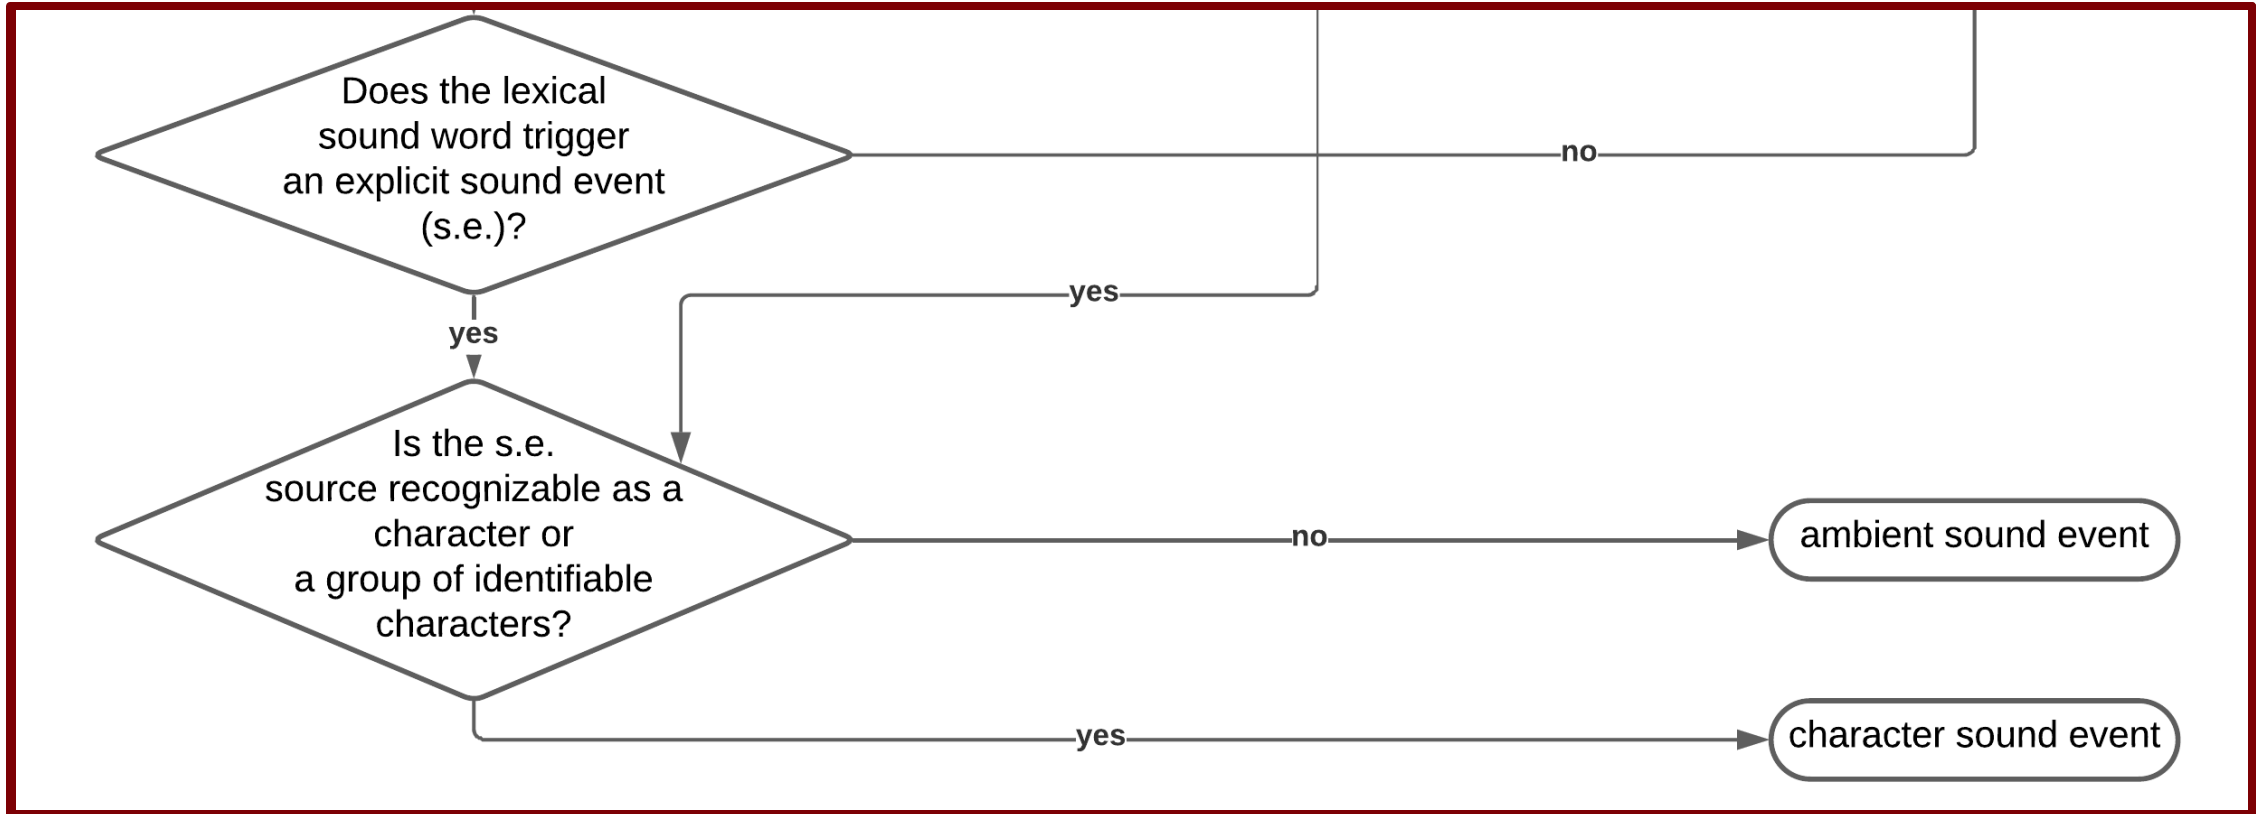 Does the lexical
sound word trigger
an explicit sound event
(s.e.)?
no
yes
yes
Is the s.e.
source recognizable as a
character or
a group of identifiable
characters?
no
ambient sound event
yes
character sound event